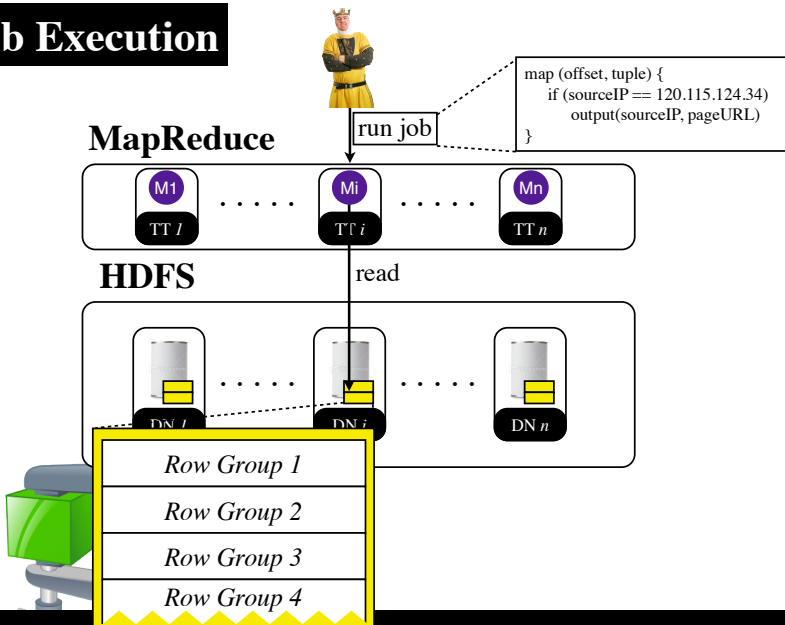 b Execution
map (offset, tuple) {
if (sourceIP == 120.115.124.34)
output(sourceIP, pageURL)
}
run job
MapReduce
M1 ..... Mi ..... Mn
TT 1 TT i TT n
HDFS
read
..... .....
DN 1 DN i DN n
Row Group 1
Row Group 2
Row Group 3
Row Group 4